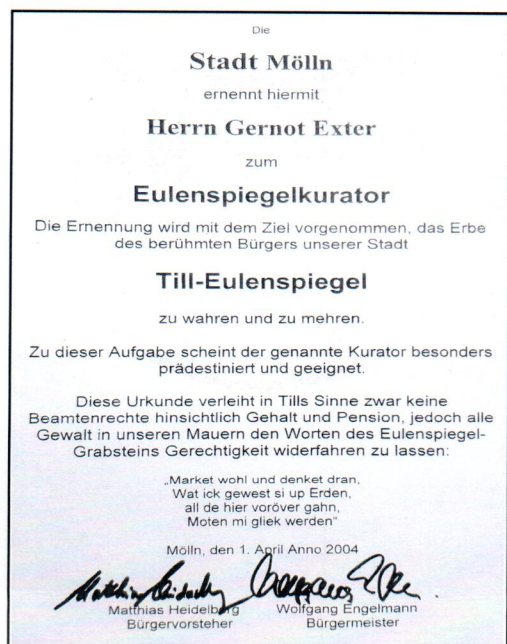 Die
Stadt Mölln
ernennt hiermit
Herrn Gernot Exter
zum
Eulenspiegelkurator
Die Ernennung wird mit dem Ziel vorgenommen, das Erbe
des berühmten Bürgers unserer Stadt
Till-Eulenspiegel
zu wahren und zu mehren.
Zu dieser Aufgabe scheint der genannte Kurator besonders
prädestiniert und geeignet.
Diese Urkunde verleiht in Tills Sinne zwar keine
Beamtenrechte hinsichtlich Gehalt und Pension, jedoch alle
Gewalt in unseren Mauern den Worten des Eulenspiegel-
Grabsteins Gerechtigkeit widerfahren zu lassen:
„Market wohl und denket dran,
Wat ick gewest si up Erden,
all de hier voröver gahn,
Moten mi gliek werden"
Mölln, den 1. April Anno 2004
Matthias Heidelberg Wolfgang Engelmann
Bürgervorsteher Bürgermeister